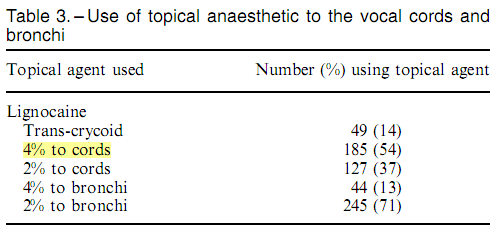 Table 3. – Use of topical anaesthetic to the vocal cords and
bronchi
Topical agent used Number (%) using topical agent
Lignocaine
Trans-crycoid 49 (14)
4% to cords 185 (54)
2% to cords 127 (37)
4% to bronchi 44 (13)
2% to bronchi 245 (71)